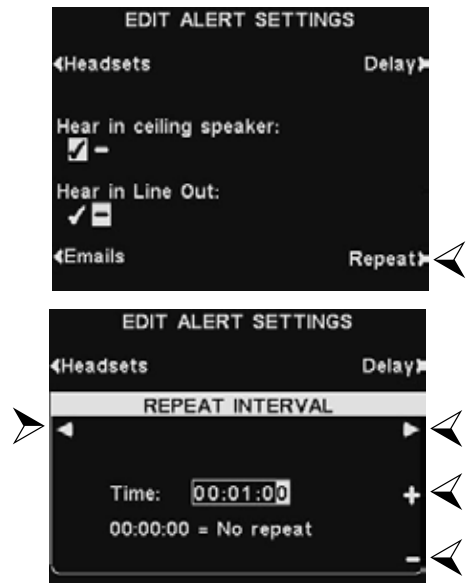 EDIT ALERT SETTINGS
Headsets Delay
Hear in ceiling speaker:
Hear in Line Out:
Emails Repeat
EDIT ALERT SETTINGS
Headsets Delay
REPEAT INTERVAL
+
Time: 00:01:00
00:00:00 = No repeat
-